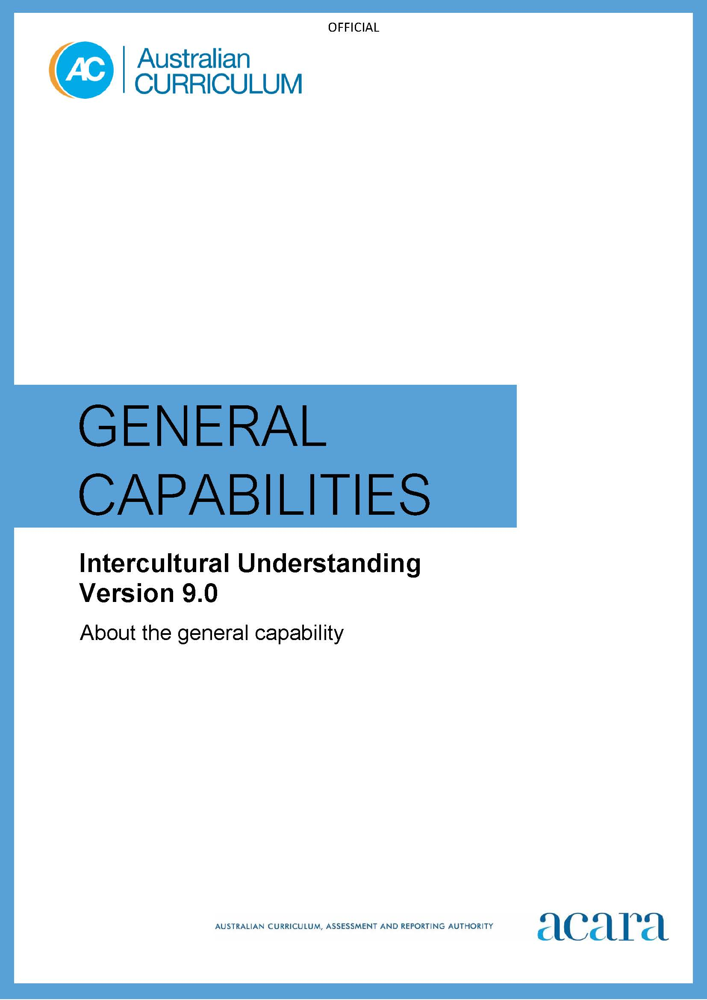 OFFICIAL
AC
Australian
CURRICULUM
GENERAL
CAPABILITIES
Intercultural Understanding
Version 9.0
About the general capability
AUSTRALIAN CURRICULUM, ASSESSMENT AND REPORTING AUTHORITY
acara